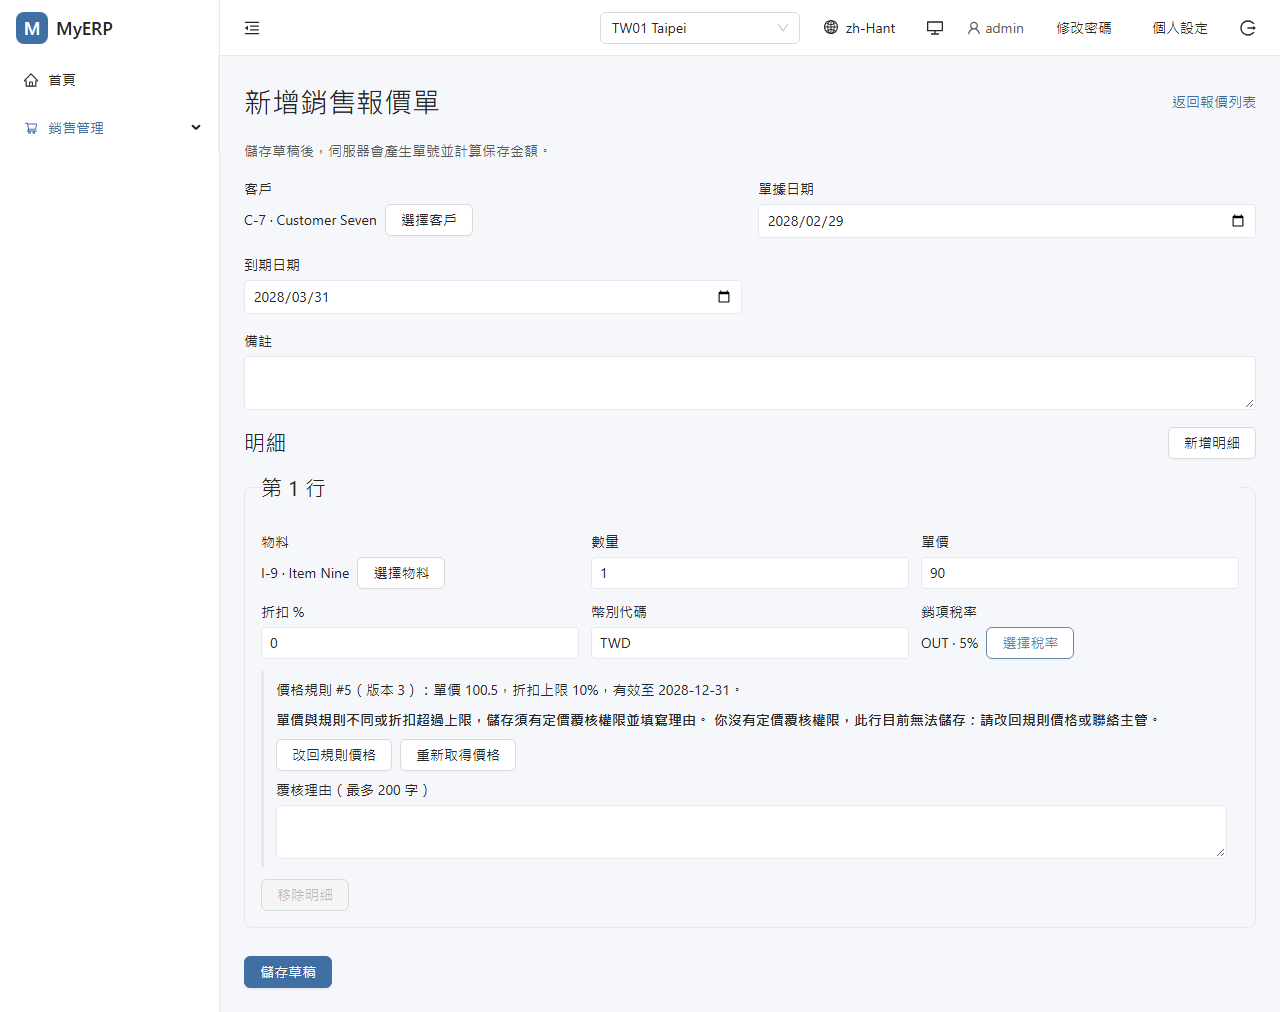 M MyERP
TW01 Taipei
zh-Hant
admin
修改密碼
個人設定
首頁
銷售管理
新增銷售報價單
返回報價列表
儲存草稿後，伺服器會產生單號並計算保存金額。
客戶
單據日期
C-7 · Customer Seven
選擇客戶
2028/02/29
到期日期
2028/03/31
備註
明細
新增明細
第 1 行
物料
數量
單價
I-9 · Item Nine
選擇物料
1
90
折扣 %
幣別代碼
銷項稅率
0
TWD
OUT · 5%
選擇稅率
價格規則 #5（版本 3）：單價 100.5，折扣上限 10%，有效至 2028-12-31。
單價與規則不同或折扣超過上限，儲存須有定價覆核權限並填寫理由。 你沒有定價覆核權限，此行目前無法儲存：請改回規則價格或聯絡主管。
改回規則價格
重新取得價格
覆核理由（最多 200 字）
移除明細
儲存草稿